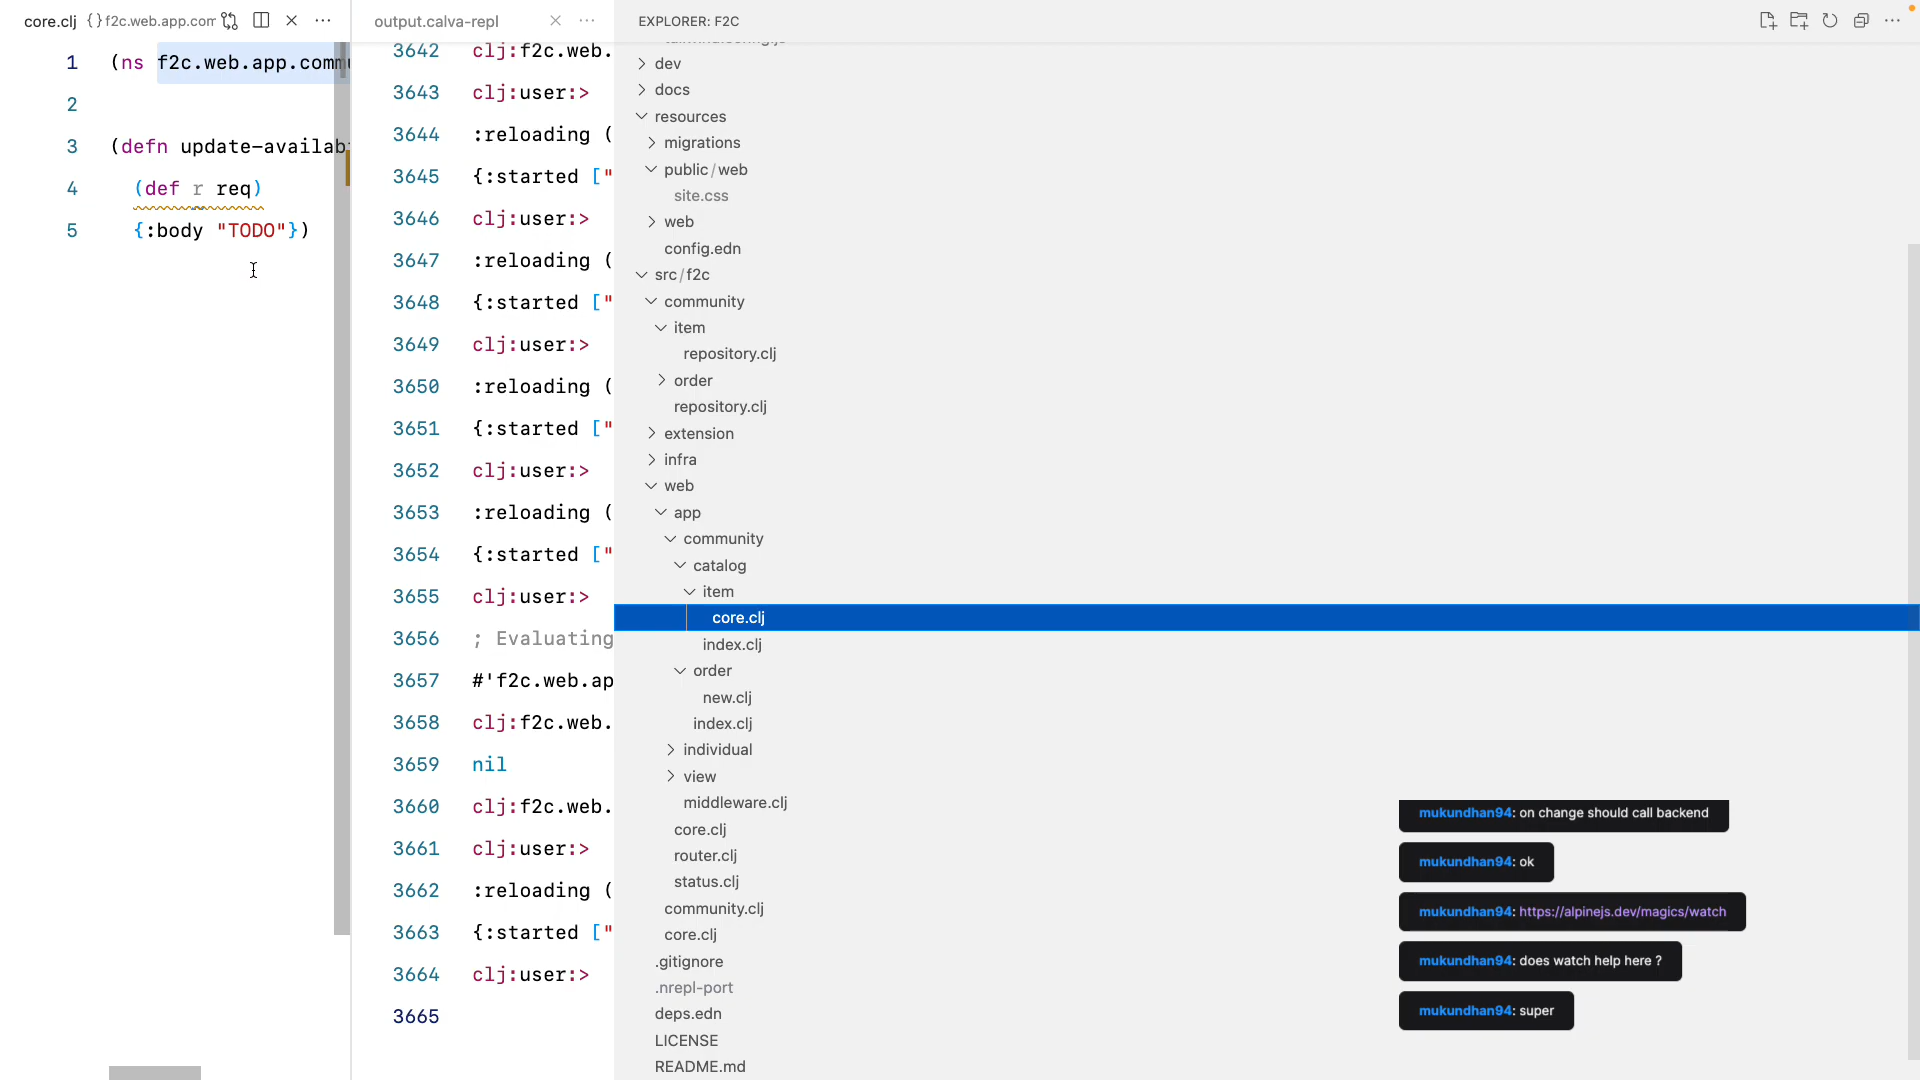 core.clj {} f2c.web.app.com
1 (ns f2c.web.app.comm
2
3 (defn update-availab
4 (def r req)
5 {:body "TODO"})
output.calva-repl
3642 clj:f2c.web.
3643 clj:user:>
3644 :reloading (
3645 {:started ["
3646 clj:user:>
3647 :reloading (
3648 {:started ["
3649 clj:user:>
3650 :reloading (
3651 {:started ["
3652 clj:user:>
3653 :reloading (
3654 {:started ["
3655 clj:user:>
3656 ; Evaluating
3657 #'f2c.web.ap
3658 clj:f2c.web.
3659 nil
3660 clj:f2c.web.
3661 clj:user:>
3662 :reloading (
3663 {:started ["
3664 clj:user:>
3665
EXPLORER: F2C
dev
docs
resources
migrations
public/web
site.css
web
config.edn
src/f2c
community
item
repository.clj
order
repository.clj
extension
infra
web
app
community
catalog
item
core.clj
index.clj
order
new.clj
index.clj
individual
view
middleware.clj
core.clj
router.clj
status.clj
community.clj
core.clj
.gitignore
.nrepl-port
deps.edn
LICENSE
README.md
mukundhan94: on change should call backend
mukundhan94: ok
mukundhan94: https://alpinejs.dev/magics/watch
mukundhan94: does watch help here ?
mukundhan94: super